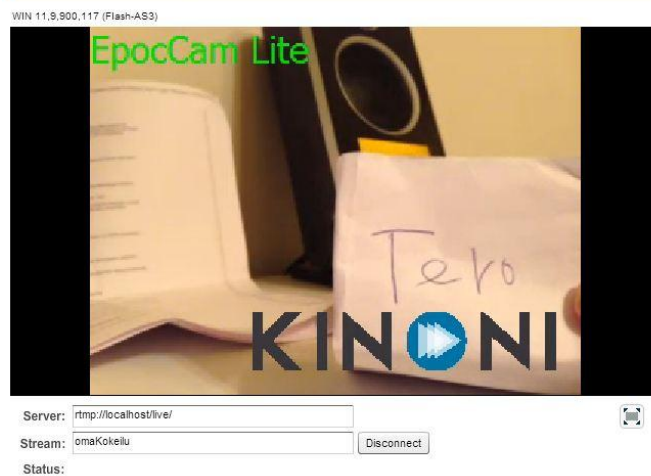 WIN 11,9,900,117 (Flash-AS3)
EpocCam Lite
Tero
KINONI
Server: rtmp://localhost/live/
Stream: omaKokeilu Disconnect
Status: